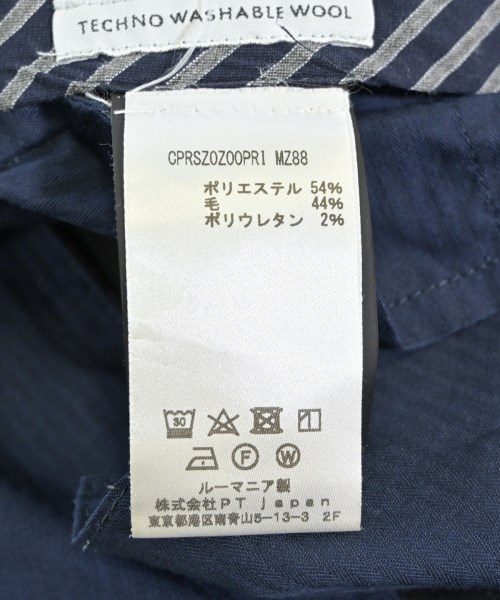 TECHNO WASHABLE WOOL
CPRSZ0Z00PRI MZ88
ポリエステル 54%
毛 44%
ポリウレタン 2%
30
F W
ルーマニア製
株式会社PT japan
東京都港区南青山5-13-3 2F